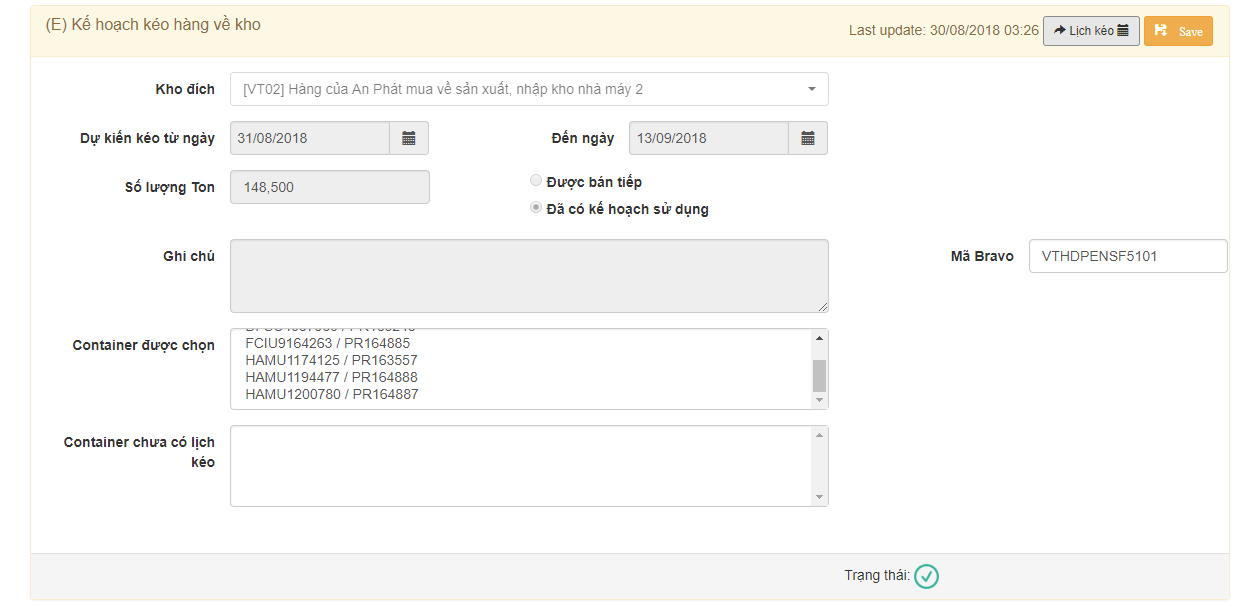 (E) Kế hoạch kéo hàng về kho
Last update: 30/08/2018 03:26 Lịch kéo Save
Kho đích [VT02] Hàng của An Phát mua về sản xuất, nhập kho nhà máy 2
Dự kiến kéo từ ngày 31/08/2018 Đến ngày 13/09/2018
Số lượng Ton 148,500 Được bán tiếp
Đã có kế hoạch sử dụng
Ghi chú Mã Bravo VTHDPENSF5101
Container được chọn
FCIU9164263 / PR164885
HAMU1174125 / PR163557
HAMU1194477 / PR164888
HAMU1200780 / PR164887
Container chưa có lịch
kéo
Trạng thái: